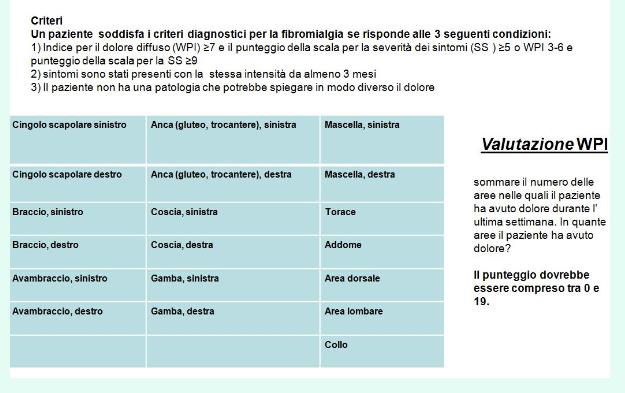 Criteri
Un paziente soddisfa i criteri diagnostici per la fibromialgia se risponde alle 3 seguenti condizioni:
1) Indice per il dolore diffuso (WPI) ≥7 e il punteggio della scala per la severità dei sintomi (SS ) ≥5 o WPI 3-6 e
punteggio della scala per la SS ≥9
2) sintomi sono stati presenti con la stessa intensità da almeno 3 mesi
3) Il paziente non ha una patologia che potrebbe spiegare in modo diverso il dolore
Cingolo scapolare sinistro Anca (gluteo, trocantere), sinistra Mascella, sinistra
Cingolo scapolare destro Anca (gluteo, trocantere), destra Mascella, destra
Braccio, sinistro Coscia, sinistra Torace
Braccio, destro Coscia, destra Addome
Avambraccio, sinistro Gamba, sinistra Area dorsale
Avambraccio, destro Gamba, destra Area lombare
Collo
Valutazione WPI
sommare il numero delle
aree nelle quali il paziente
ha avuto dolore durante l'
ultima settimana. In quante
aree il paziente ha avuto
dolore?
Il punteggio dovrebbe
essere compreso tra 0 e
19.